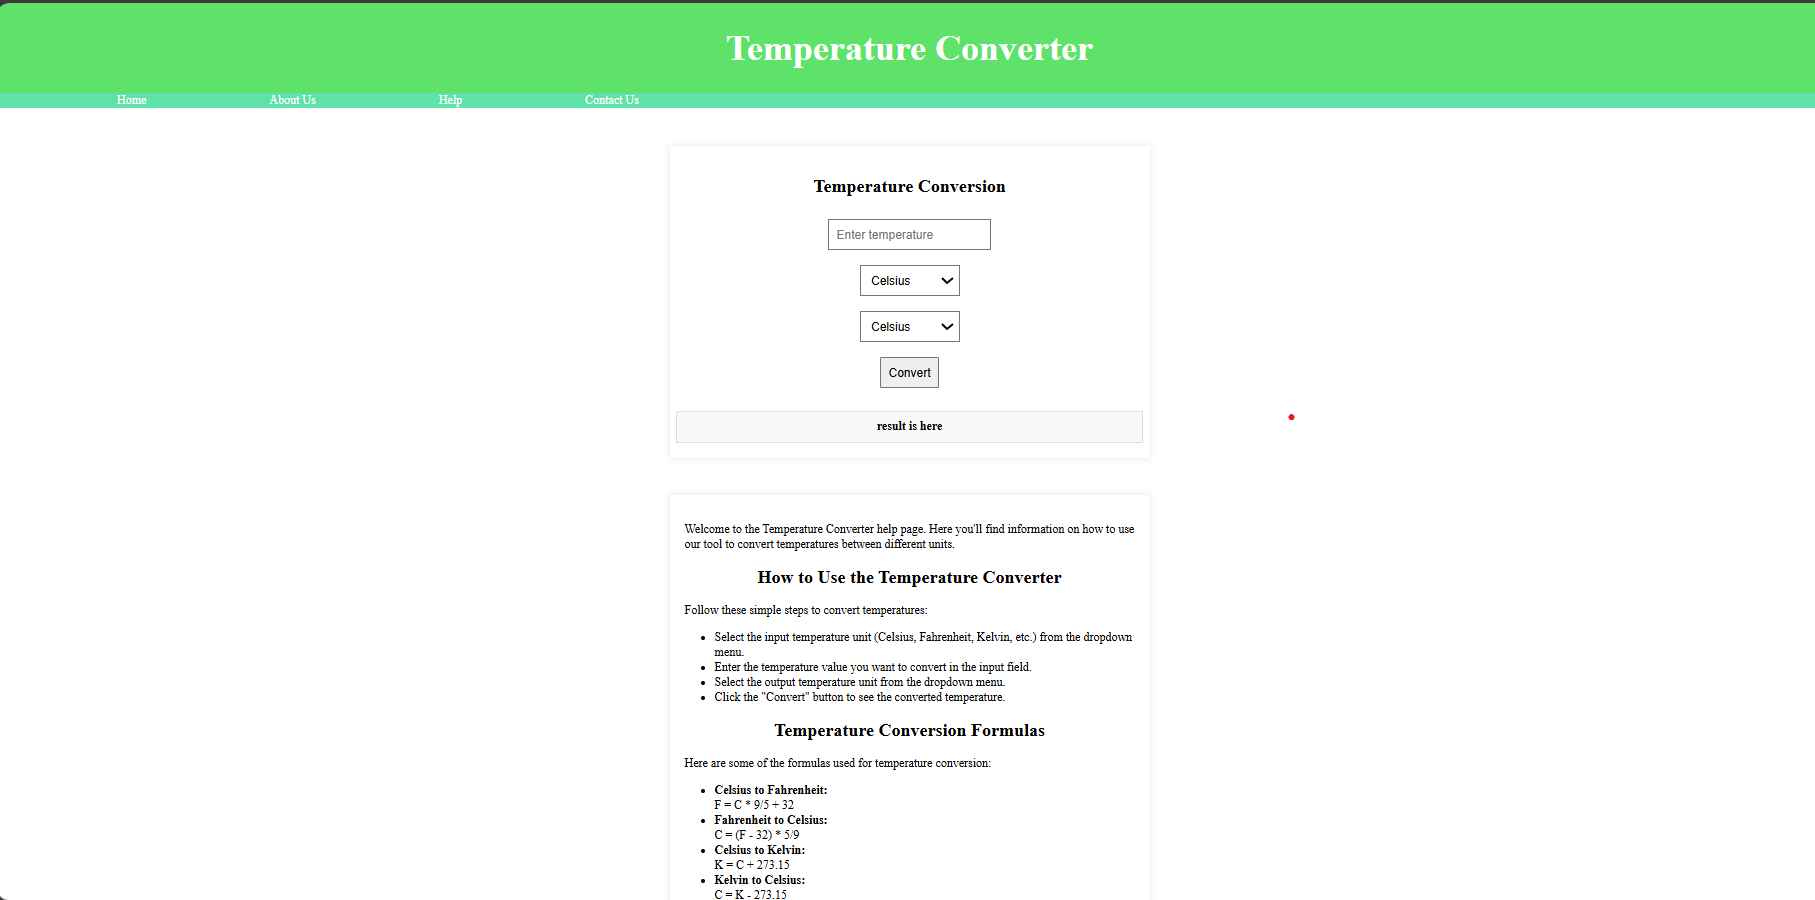 Temperature Converter
Home About Us Help Contact Us
Temperature Conversion
Enter temperature
Celsius
Celsius
Convert
result is here
Welcome to the Temperature Converter help page. Here you'll find information on how to use
our tool to convert temperatures between different units.
How to Use the Temperature Converter
Follow these simple steps to convert temperatures:
• Select the input temperature unit (Celsius, Fahrenheit, Kelvin, etc.) from the dropdown
menu.
• Enter the temperature value you want to convert in the input field.
• Select the output temperature unit from the dropdown menu.
• Click the "Convert" button to see the converted temperature.
Temperature Conversion Formulas
Here are some of the formulas used for temperature conversion:
• Celsius to Fahrenheit:
F = C * 9/5 + 32
• Fahrenheit to Celsius:
C = (F - 32) * 5/9
• Celsius to Kelvin:
K = C + 273.15
• Kelvin to Celsius:
C = K - 273.15